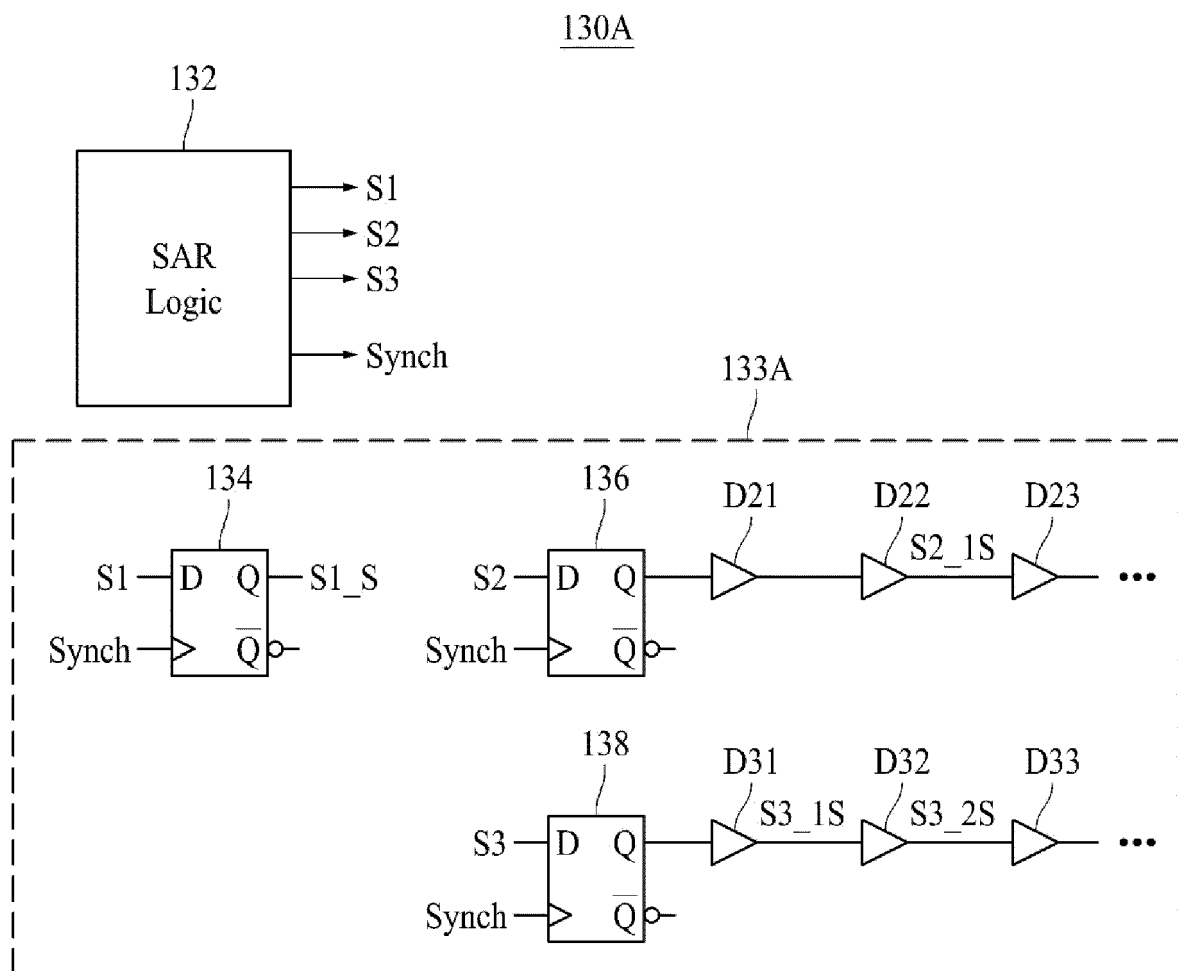 130A
132
SAR
Logic
S1
S2
S3
Synch
133A
134
S1
D
Q
S1_S
Synch
Q̅
136
D21
D22
D23
S2
D
Q
S2_1S
•••
Synch
Q̅
138
D31
D32
D33
S3
D
Q
S3_1S
S3_2S
•••
Synch
Q̅